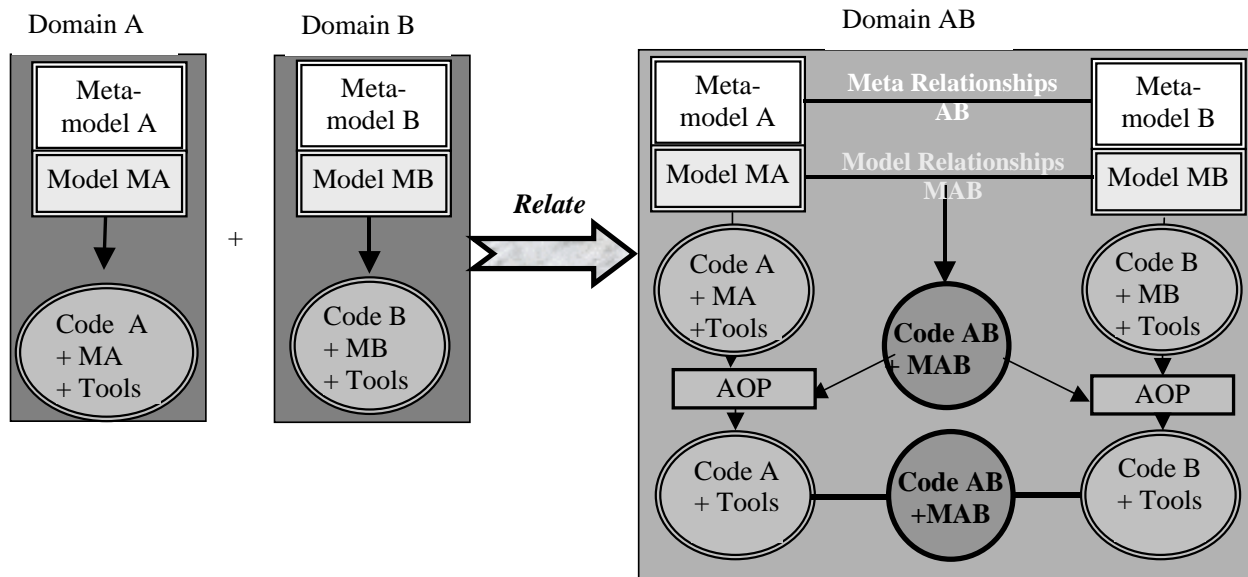 Domain A
Domain B
Domain AB
Meta-
model A
Model MA
Code A
+ MA
+ Tools
+
Meta-
model B
Model MB
Code B
+ MB
+ Tools
Relate
Meta-
model A
Model MA
Meta Relationships
AB
Model Relationships
MAB
Meta-
model B
Model MB
Code A
+ MA
+Tools
Code AB
+ MAB
Code B
+ MB
+ Tools
AOP
AOP
Code A
+ Tools
Code AB
+MAB
Code B
+ Tools